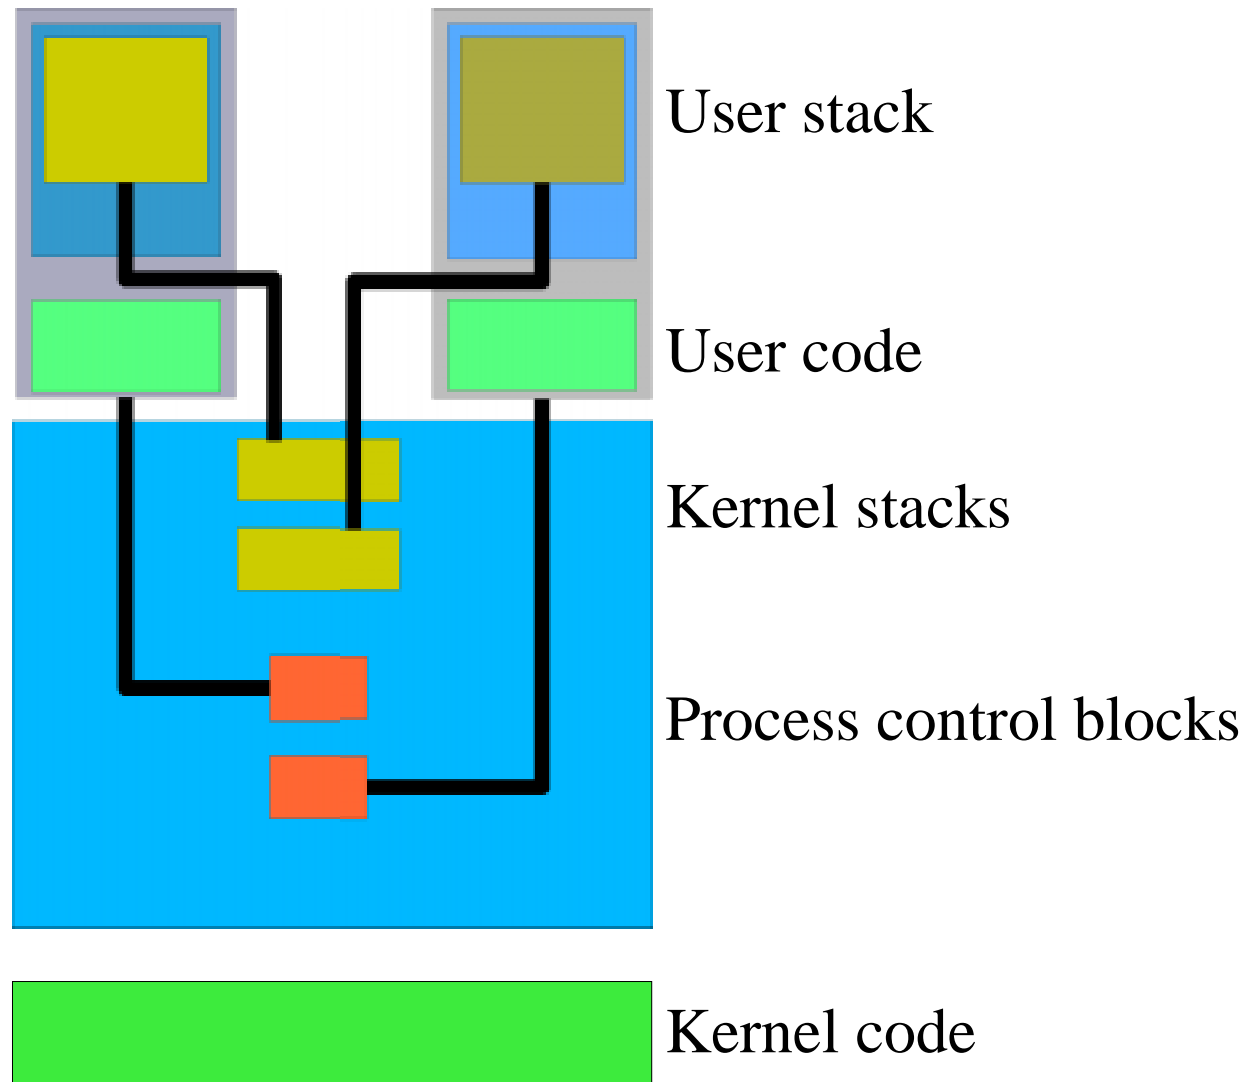 User stack
User code
Kernel stacks
Process control blocks
Kernel code